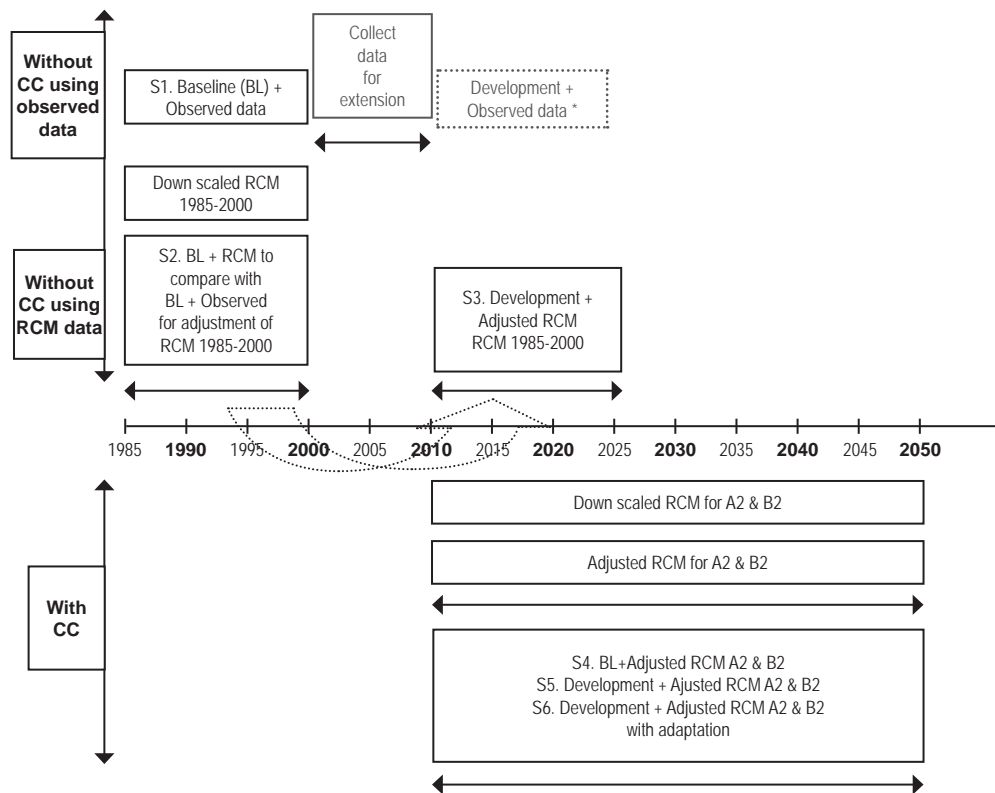 Without
CC using
observed
data
S1. Baseline (BL) +
Observed data
Collect
data
for
extension
Development +
Observed data *
Down scaled RCM
1985-2000
Without
CC using
RCM data
S2. BL + RCM to
compare with
BL + Observed
for adjustment of
RCM 1985-2000
S3. Development +
Adjusted RCM
RCM 1985-2000
1985 1990 1995 2000 2005 2010 2015 2020 2025 2030 2035 2040 2045 2050
Down scaled RCM for A2 & B2
Adjusted RCM for A2 & B2
With
CC
S4. BL+Adjusted RCM A2 & B2
S5. Development + Ajusted RCM A2 & B2
S6. Development + Adjusted RCM A2 & B2
with adaptation